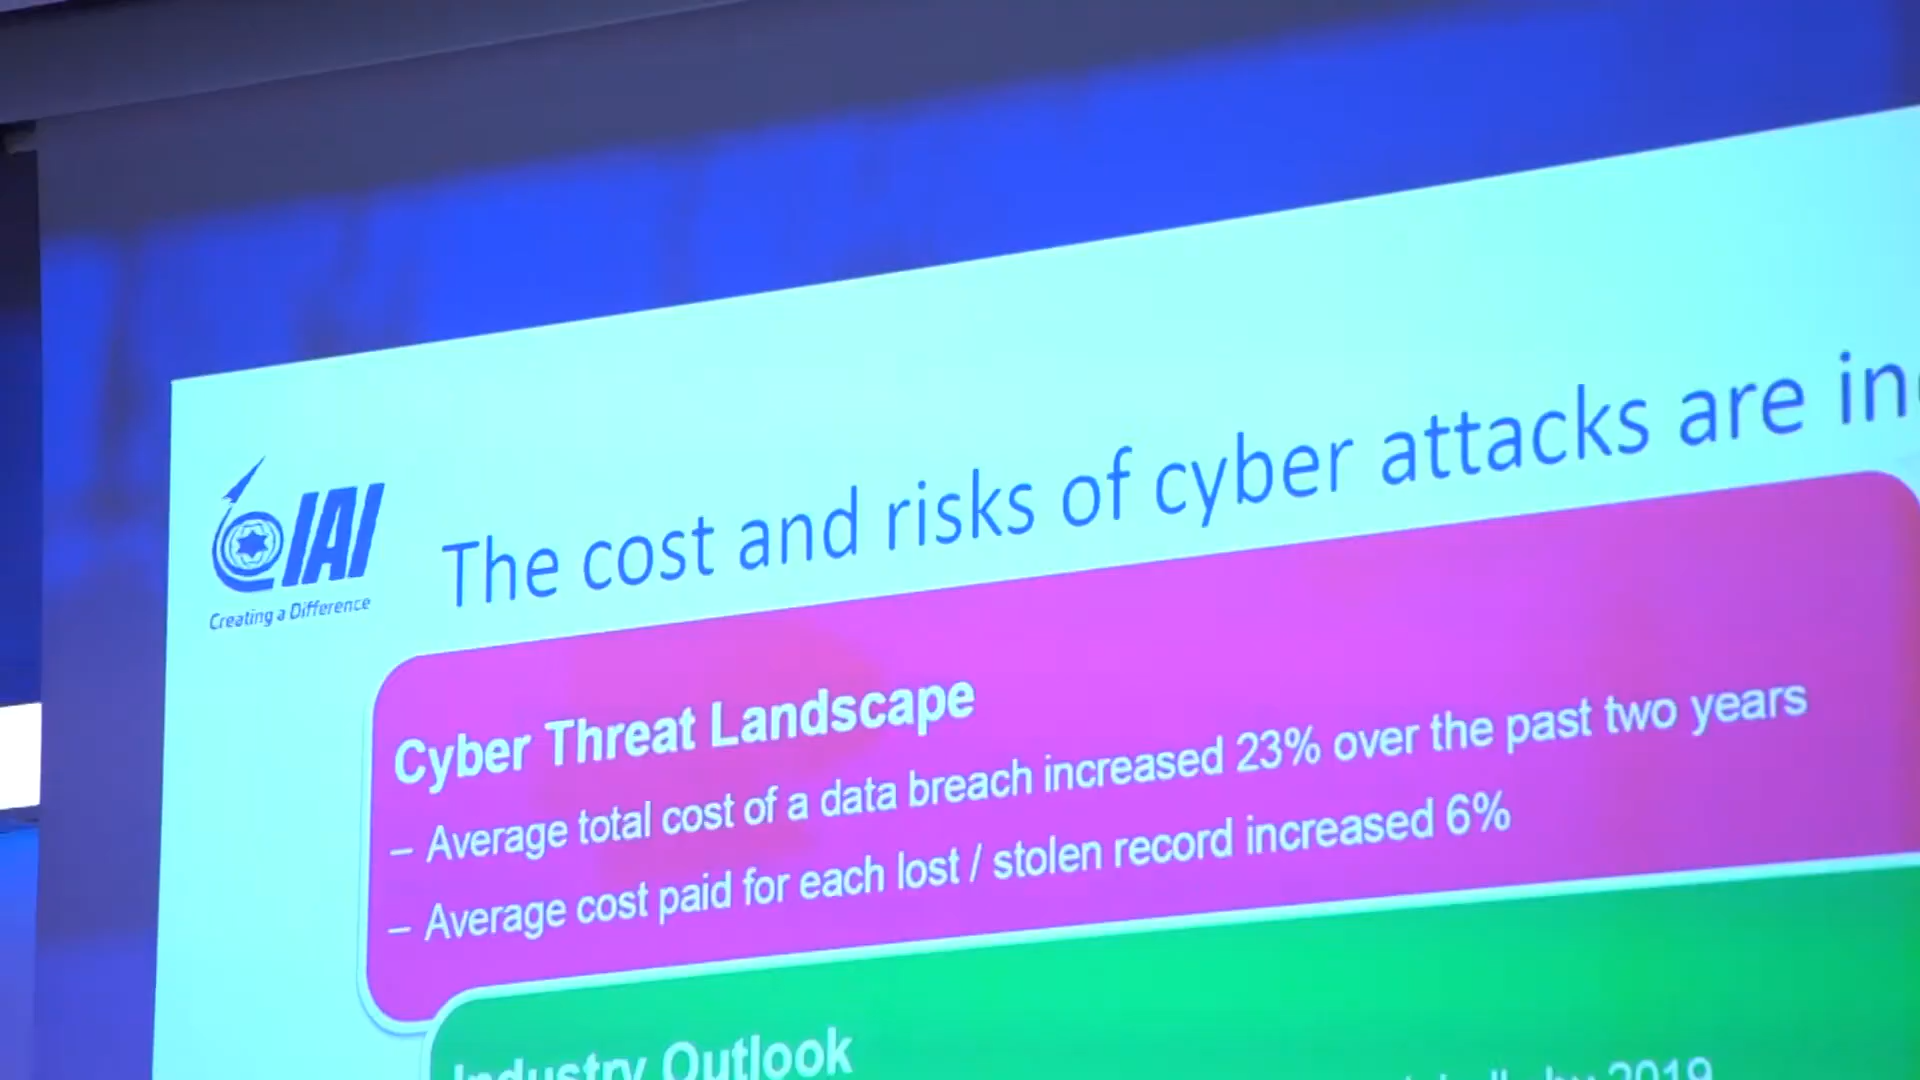 IAI
Creating a Difference
The cost and risks of cyber attacks are in
Cyber Threat Landscape
– Average total cost of a data breach increased 23% over the past two years
– Average cost paid for each lost / stolen record increased 6%
Industry Outlook
by 2019